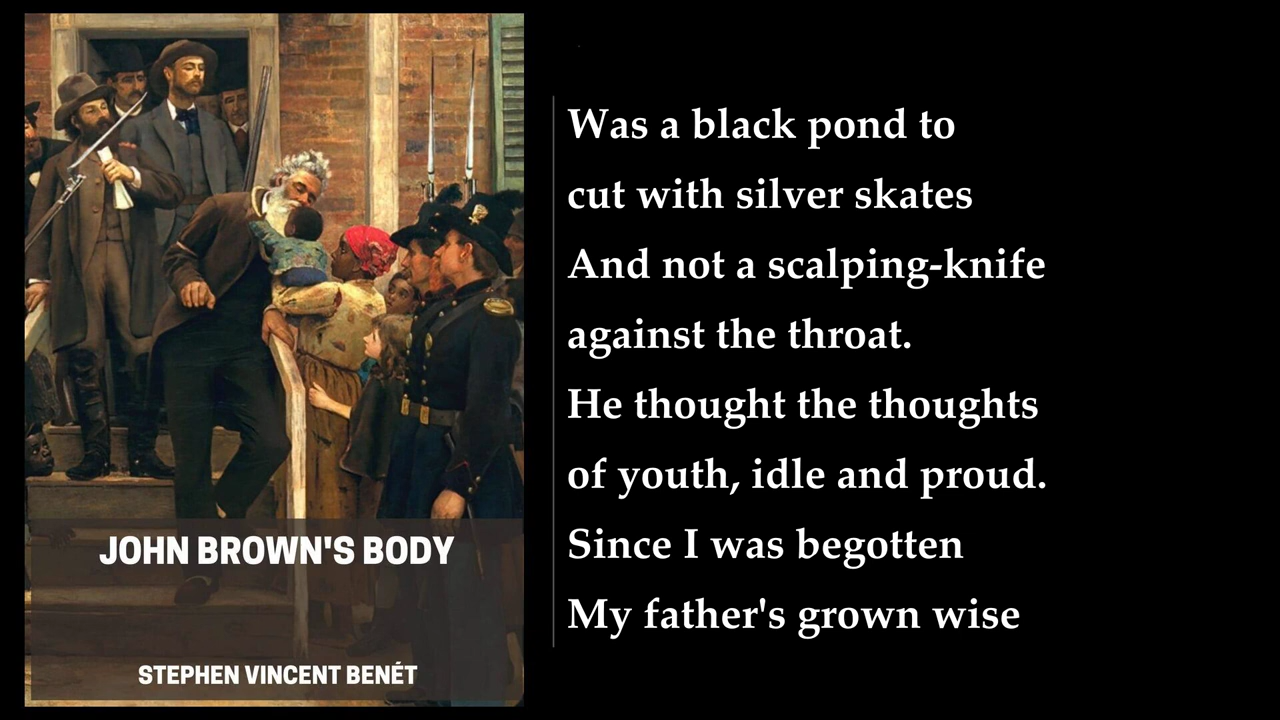 JOHN BROWN'S BODY
STEPHEN VINCENT BENÉT
Was a black pond to
cut with silver skates
And not a scalping-knife
against the throat.
He thought the thoughts
of youth, idle and proud.
Since I was begotten
My father's grown wise